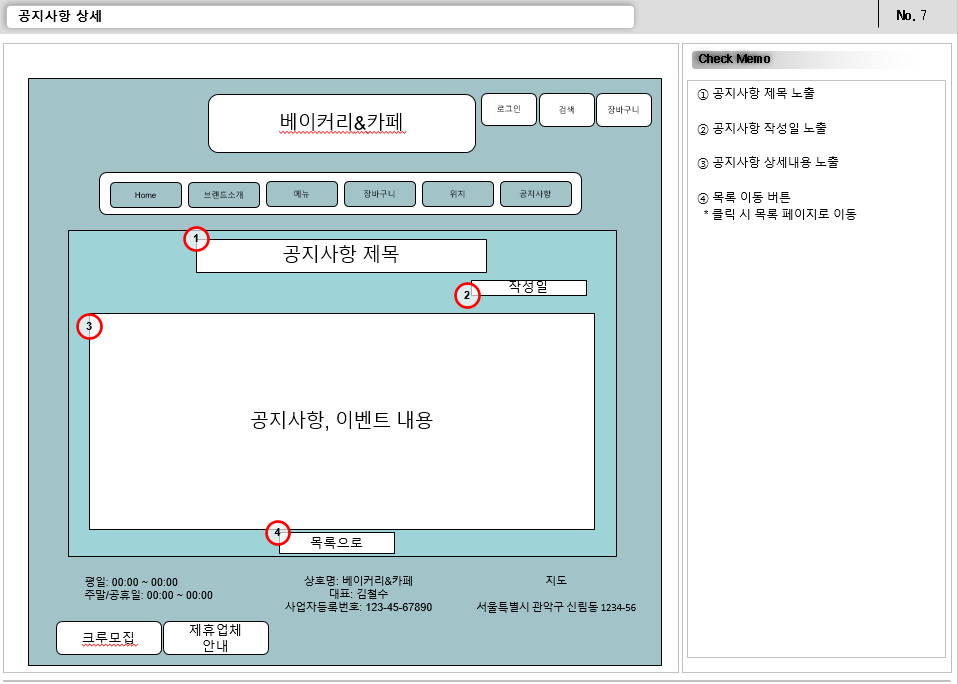 공지사항 상세
No. 7
베이커리&카페
로그인
검색
장바구니
Home
브랜드소개
메뉴
장바구니
위치
공지사항
1
공지사항 제목
2
작성일
3
공지사항, 이벤트 내용
4
목록으로
평일: 00:00 ~ 00:00
주말/공휴일: 00:00 ~ 00:00
상호명: 베이커리&카페
대표: 김철수
사업자등록번호: 123-45-67890
지도
서울특별시 관악구 신림동 1234-56
크루모집
제휴업체
안내
Check Memo
① 공지사항 제목 노출
② 공지사항 작성일 노출
③ 공지사항 상세내용 노출
④ 목록 이동 버튼
* 클릭 시 목록 페이지로 이동